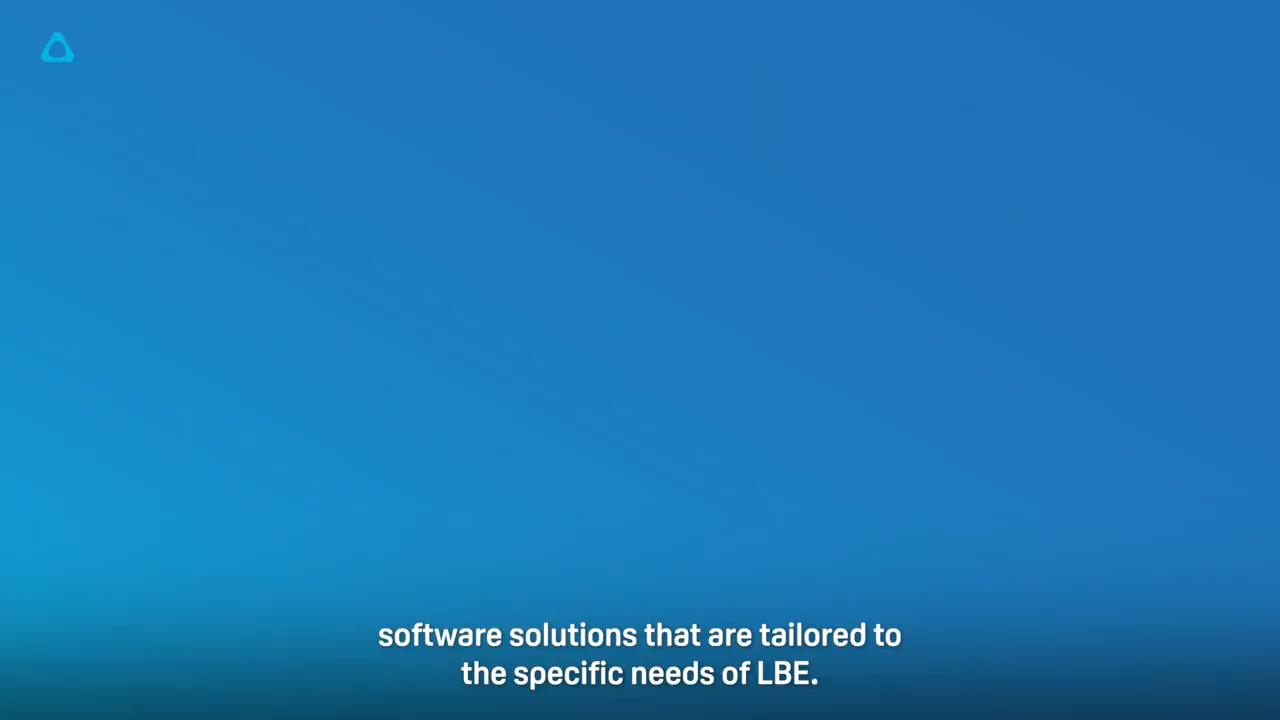 software solutions that are tailored to
the specific needs of LBE.